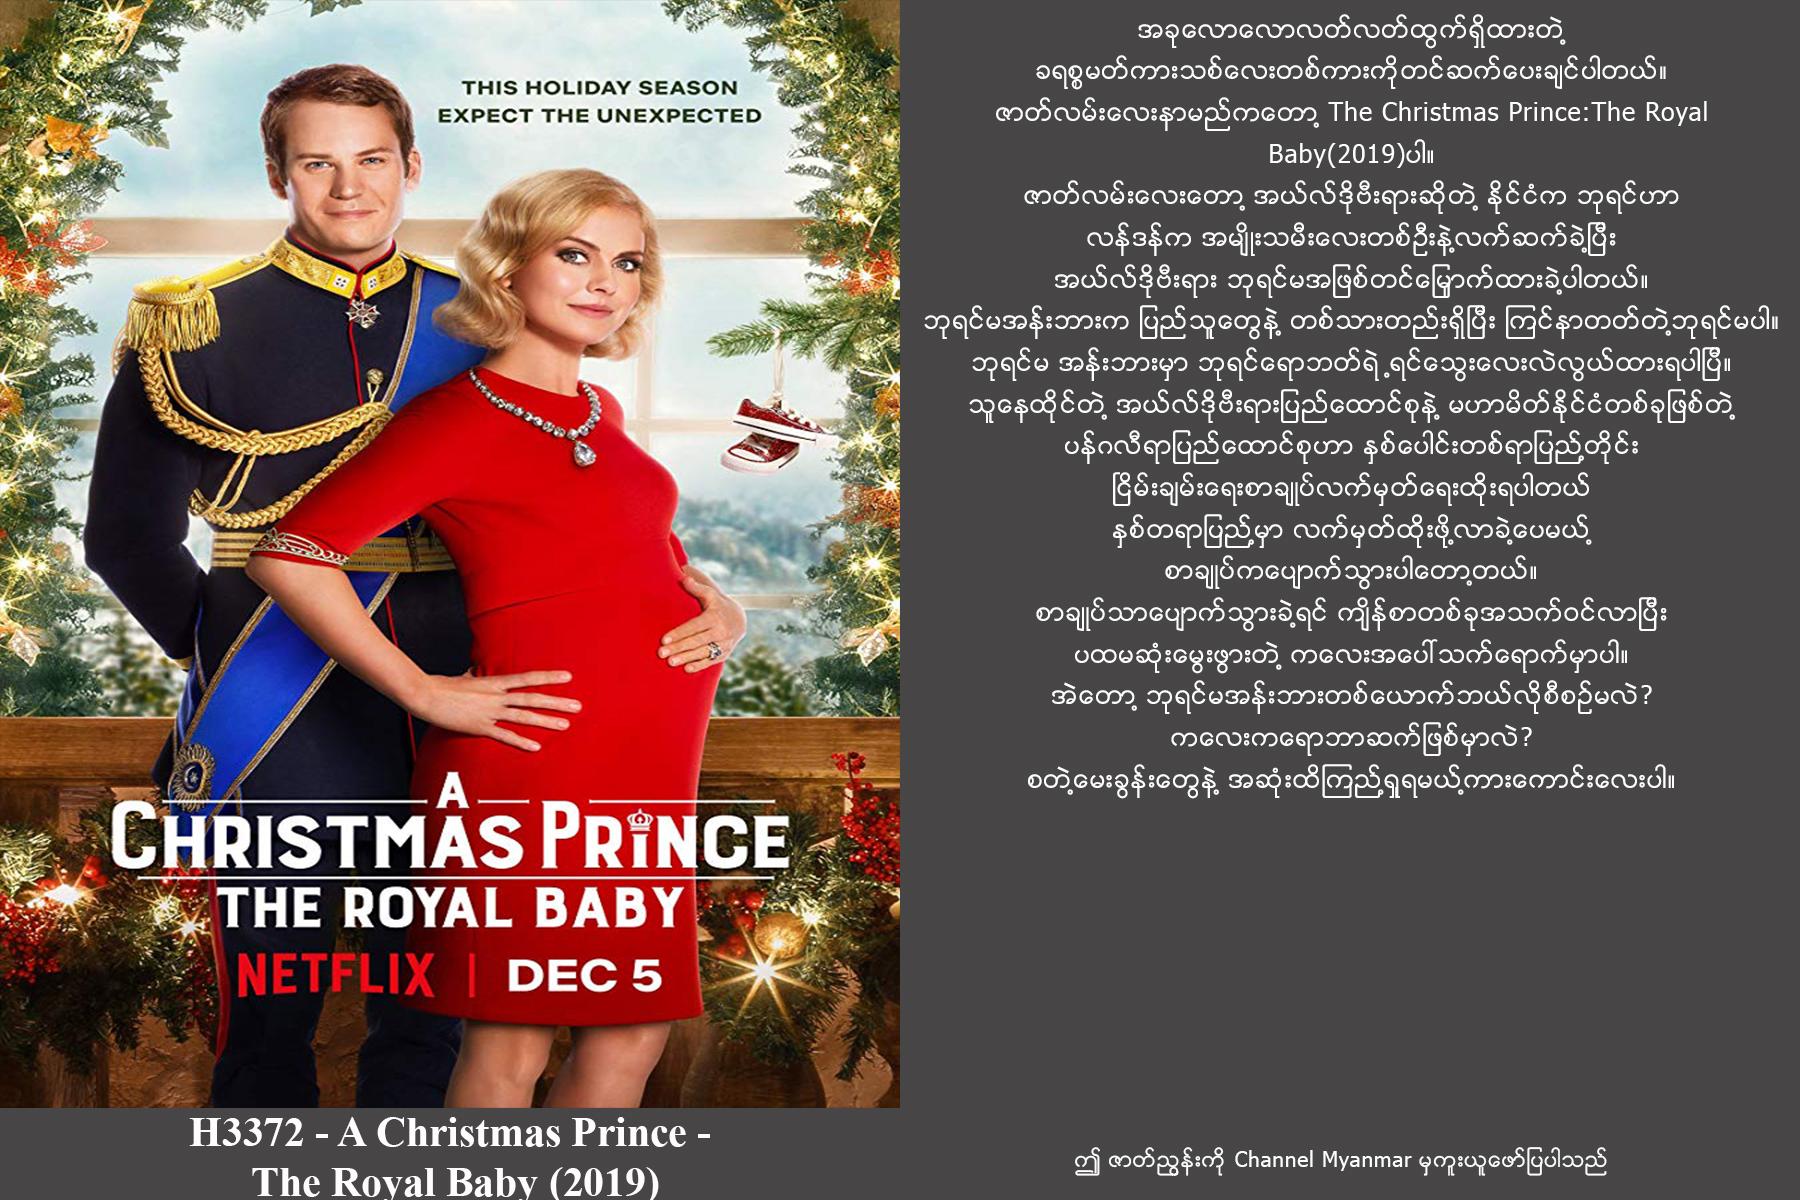 THIS HOLIDAY SEASON
EXPECT THE UNEXPECTED
A
CHRISTMAS PRINCE
THE ROYAL BABY
NETFLIX | DEC 5
H3372 - A Christmas Prince -
The Royal Baby (2019)
အခုလောလောလတ်လတ်ထွက်ရှိထားတဲ့
ခရစ္စမတ်ကားသစ်လေးတစ်ကားကိုတင်ဆက်ပေးချင်ပါတယ်။
ဇာတ်လမ်းလေးနာမည်ကတော့ The Christmas Prince:The Royal
Baby(2019)ပါ။
ဇာတ်လမ်းလေးတော့ အယ်လ်ဒိုဗီးရားဆိုတဲ့ နိုင်ငံက ဘုရင်ဟာ
လန်ဒန်က အမျိုးသမီးလေးတစ်ဦးနဲ့လက်ဆက်ခဲ့ပြီး
အယ်လ်ဒိုဗီးရား ဘုရင်မအဖြစ်တင်မြှောက်ထားခဲ့ပါတယ်။
ဘုရင်မအန်းဘားက ပြည်သူတွေနဲ့ တစ်သားတည်းရှိပြီး ကြင်နာတတ်တဲ့ဘုရင်မပါ။
ဘုရင်မ အန်းဘားမှာ ဘုရင်ရောဘတ်ရဲ့ရင်သွေးလေးလဲလွယ်ထားရပါပြီ။
သူနေထိုင်တဲ့ အယ်လ်ဒိုဗီးရားပြည်ထောင်စုနဲ့ မဟာမိတ်နိုင်ငံတစ်ခုဖြစ်တဲ့
ပန်ဂလီရာပြည်ထောင်စုဟာ နှစ်ပေါင်းတစ်ရာပြည့်တိုင်း
ငြိမ်းချမ်းရေးစာချုပ်လက်မှတ်ရေးထိုးရပါတယ်
နှစ်တရာပြည့်မှာ လက်မှတ်ထိုးဖို့လာခဲ့ပေမယ့်
စာချုပ်ကပျောက်သွားပါတော့တယ်။
စာချုပ်သာပျောက်သွားခဲ့ရင် ကျိန်စာတစ်ခုအသက်ဝင်လာပြီး
ပထမဆုံးမွေးဖွားတဲ့ ကလေးအပေါ်သက်ရောက်မှာပါ။
အဲတော့ ဘုရင်မအန်းဘားတစ်ယောက်ဘယ်လိုစီစဉ်မလဲ?
ကလေးကရောဘာဆက်ဖြစ်မှာလဲ?
စတဲ့မေးခွန်းတွေနဲ့ အဆုံးထိကြည့်ရှုရမယ့်ကားကောင်းလေးပါ။
ဤ ဇာတ်ညွှန်းကို Channel Myanmar မှကူးယူဖော်ပြပါသည်